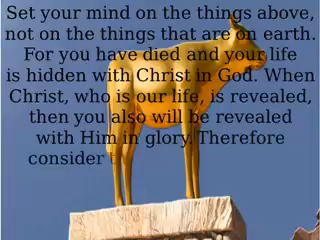 Set your mind on the things above,
not on the things that are on earth.
For you have died and your life
is hidden with Christ in God. When
Christ, who is our life, is revealed,
then you also will be revealed
with Him in glory. Therefore
consider